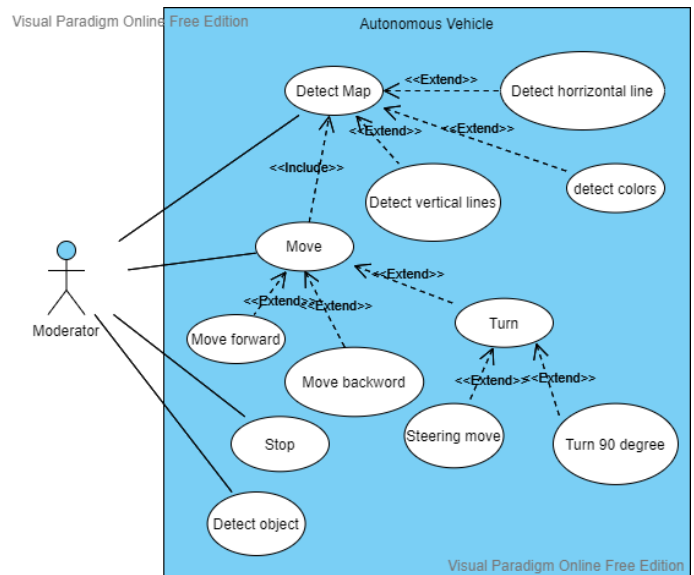 Visual Paradigm Online Free Edition
Autonomous Vehicle
Detect Map
<<Extend>>
Detect horrizontal line
<<Extend>>
<<Extend>>
<<Include>>
detect colors
Detect vertical lines
Move
<<Extend>>
Moderator
<<Extend>>
<<Extend>>
Turn
Move forward
Move backword
<<Extend>>
<<Extend>>
Steering move
Turn 90 degree
Stop
Detect object
Visual Paradigm Online Free Edition